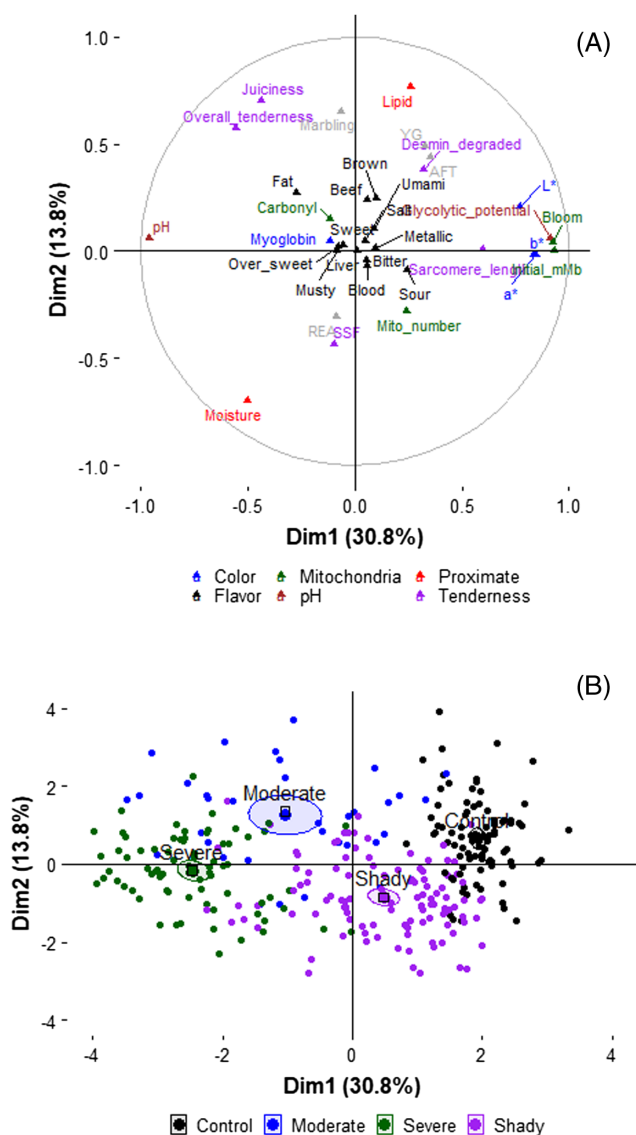 (A)
1.0
0.5
0.0
-0.5
-1.0
Dim2 (13.8%)
Juiciness
Lipid
Overall_tenderness
Marbling
YG
Desmin_degraded
Brown
AFT
Umami
Fat
Beef
L*
Carbonyl
Salt
Glycolytic_potential
pH
Sweet
Bloom
Myoglobin
Metallic
b*
Over_sweet
Liver
Bitter
Sarcomere_length
Initial_mMb
Musty
Blood
Sour
a*
REA
SSF
Mito_number
Moisture
-1.0 -0.5 0.0 0.5 1.0
Dim1 (30.8%)
Color Mitochondria Proximate
Flavor pH Tenderness
(B)
4
2
0
-2
-4
Dim2 (13.8%)
Moderate
Control
Severe
Shady
-4 -2 0 2 4
Dim1 (30.8%)
Control Moderate Severe Shady